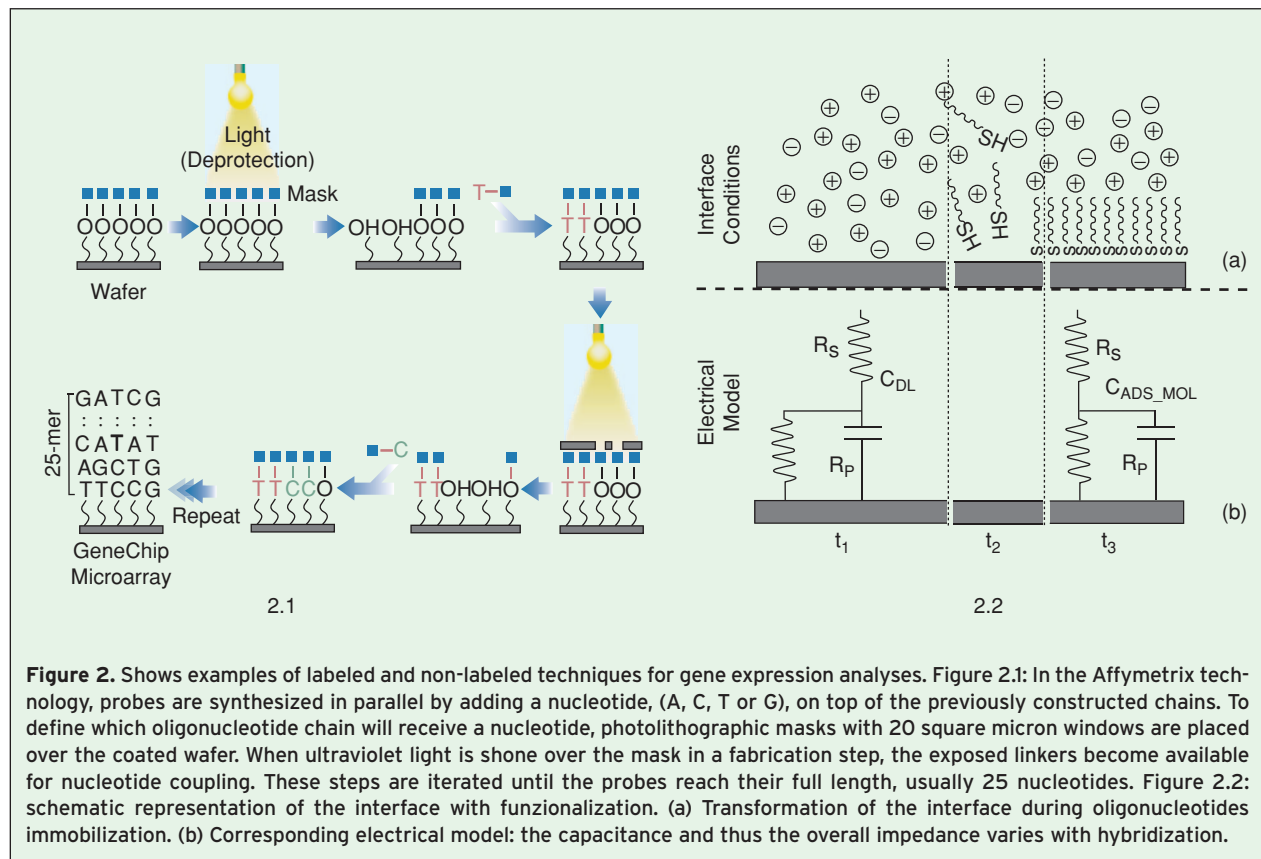 Light
(Deprotection)
Mask
OOOOO
OOOOO
OHOHOOO
T
TTOOO
Wafer
TTOOO
TTOHOHO
C
TTCCO
Repeat
25-mer
GATCG
: : : : :
CATAT
AGCTG
TTCCG
GeneChip
Microarray
2.1
Interface
Conditions
+ −
SH
SH
SH
S S S S S S S S S S
(a)
Electrical
Model
RS
CDL
RP
RS
CADS_MOL
RP
(b)
t1
t2
t3
2.2
Figure 2. Shows examples of labeled and non-labeled techniques for gene expression analyses. Figure 2.1: In the Affymetrix tech-
nology, probes are synthesized in parallel by adding a nucleotide, (A, C, T or G), on top of the previously constructed chains. To
define which oligonucleotide chain will receive a nucleotide, photolithographic masks with 20 square micron windows are placed
over the coated wafer. When ultraviolet light is shone over the mask in a fabrication step, the exposed linkers become available
for nucleotide coupling. These steps are iterated until the probes reach their full length, usually 25 nucleotides. Figure 2.2:
schematic representation of the interface with funzionalization. (a) Transformation of the interface during oligonucleotides
immobilization. (b) Corresponding electrical model: the capacitance and thus the overall impedance varies with hybridization.